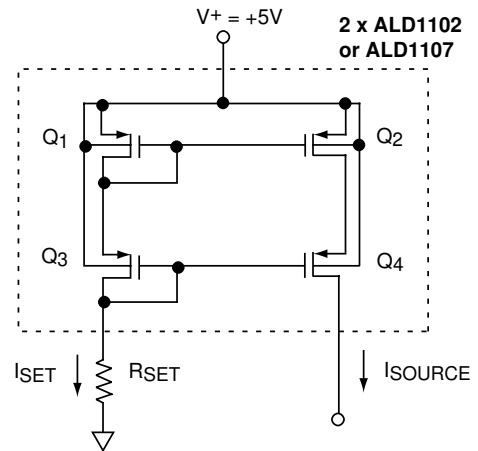 V+ = +5V
2 x ALD1102
or ALD1107
Q1
Q2
Q3
Q4
ISET
RSET
ISOURCE